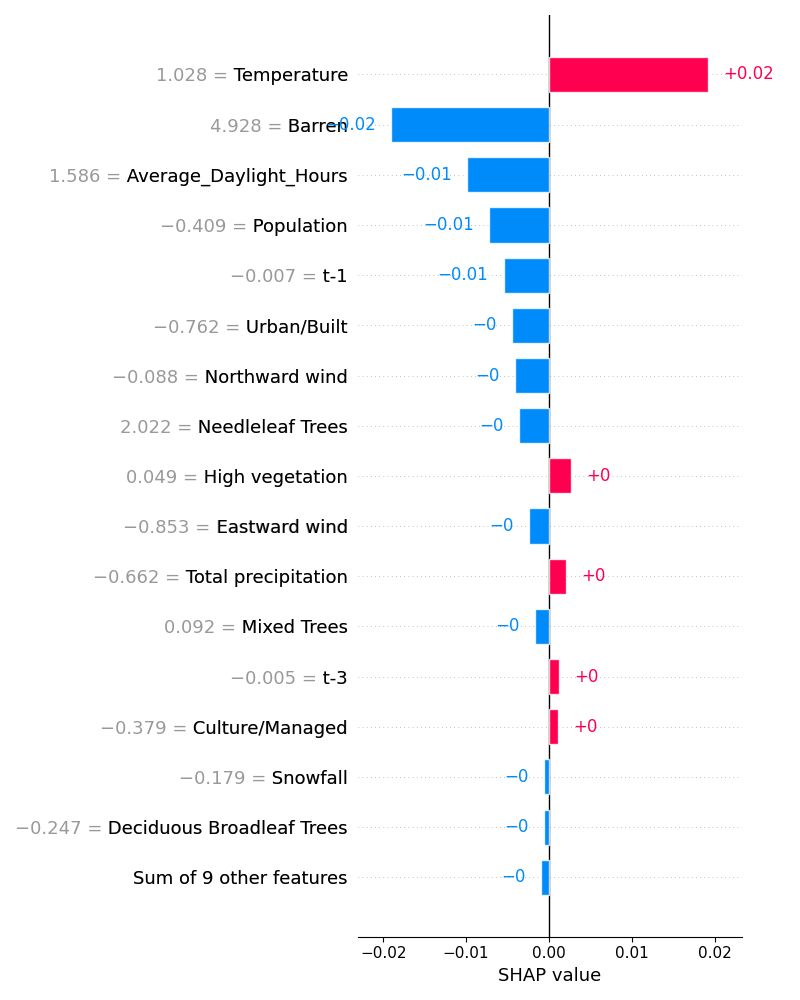 1.028 = Temperature +0.02
4.928 = Barren −0.02
1.586 = Average_Daylight_Hours −0.01
−0.409 = Population −0.01
−0.007 = t-1 −0.01
−0.762 = Urban/Built −0
−0.088 = Northward wind −0
2.022 = Needleleaf Trees −0
0.049 = High vegetation +0
−0.853 = Eastward wind −0
−0.662 = Total precipitation +0
0.092 = Mixed Trees −0
−0.005 = t-3 +0
−0.379 = Culture/Managed +0
−0.179 = Snowfall −0
−0.247 = Deciduous Broadleaf Trees −0
Sum of 9 other features −0
−0.02 −0.01 0.00 0.01 0.02
SHAP value